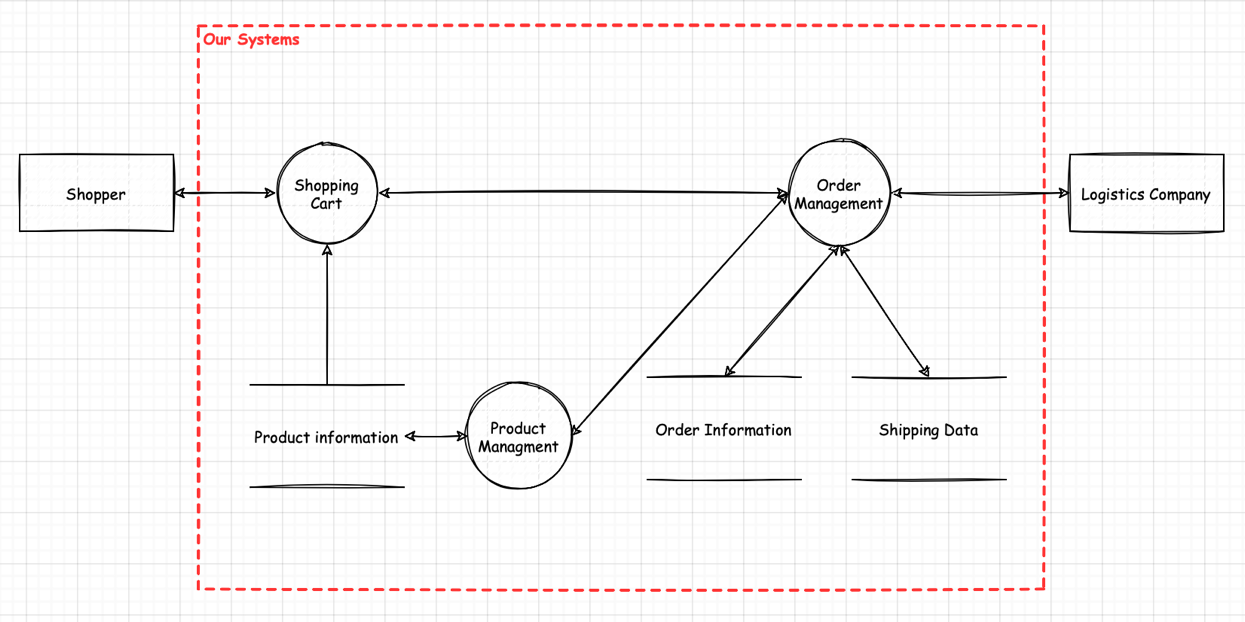 Our Systems
Shopper
Shopping
Cart
Order
Management
Logistics Company
Product information
Product
Managment
Order Information
Shipping Data